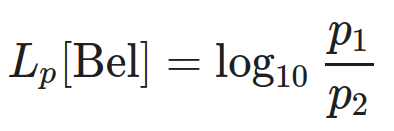 L_p[Bel] = log_10 p_1/p_2